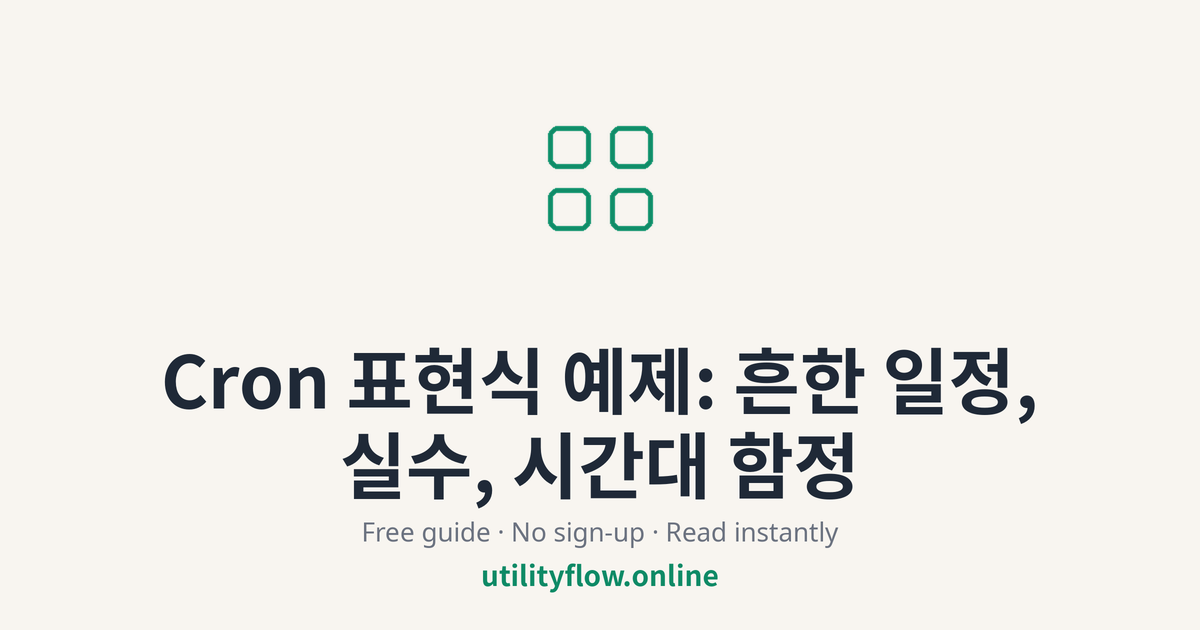 Cron 표현식 예제: 흔한 일정,
실수, 시간대 함정
Free guide · No sign-up · Read instantly
utilityflow.online